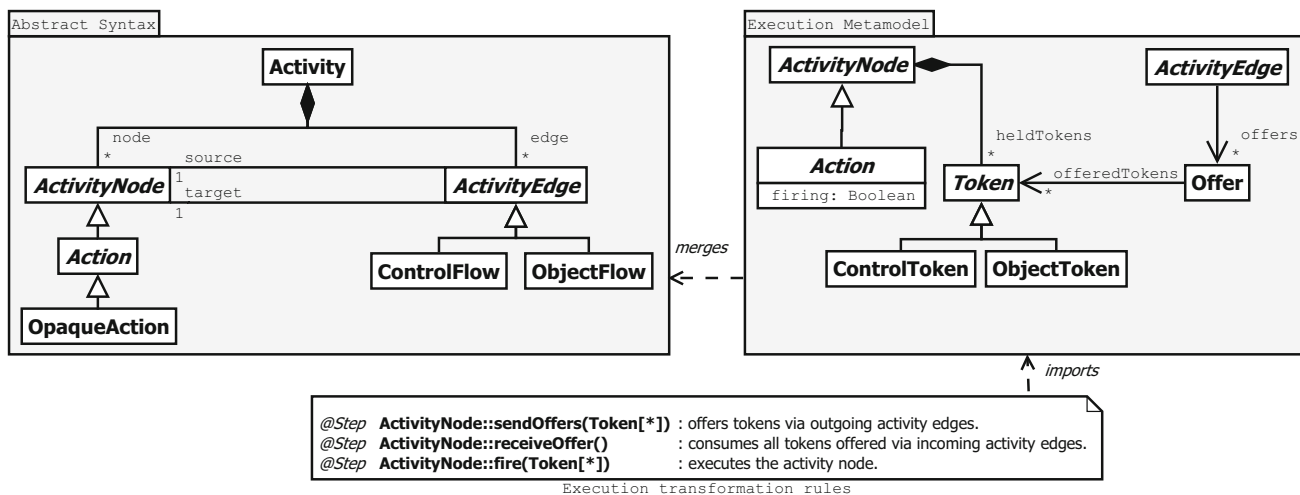 Abstract Syntax
Activity
node
*
edge
*
source
1
target
1
ActivityNode
ActivityEdge
Action
ControlFlow
ObjectFlow
OpaqueAction
merges
Execution Metamodel
ActivityNode
ActivityEdge
heldTokens
*
offers
*
Action
firing: Boolean
Token
offeredTokens
*
Offer
ControlToken
ObjectToken
imports
@Step ActivityNode::sendOffers(Token[*]) : offers tokens via outgoing activity edges.
@Step ActivityNode::receiveOffer() : consumes all tokens offered via incoming activity edges.
@Step ActivityNode::fire(Token[*]) : executes the activity node.
Execution transformation rules